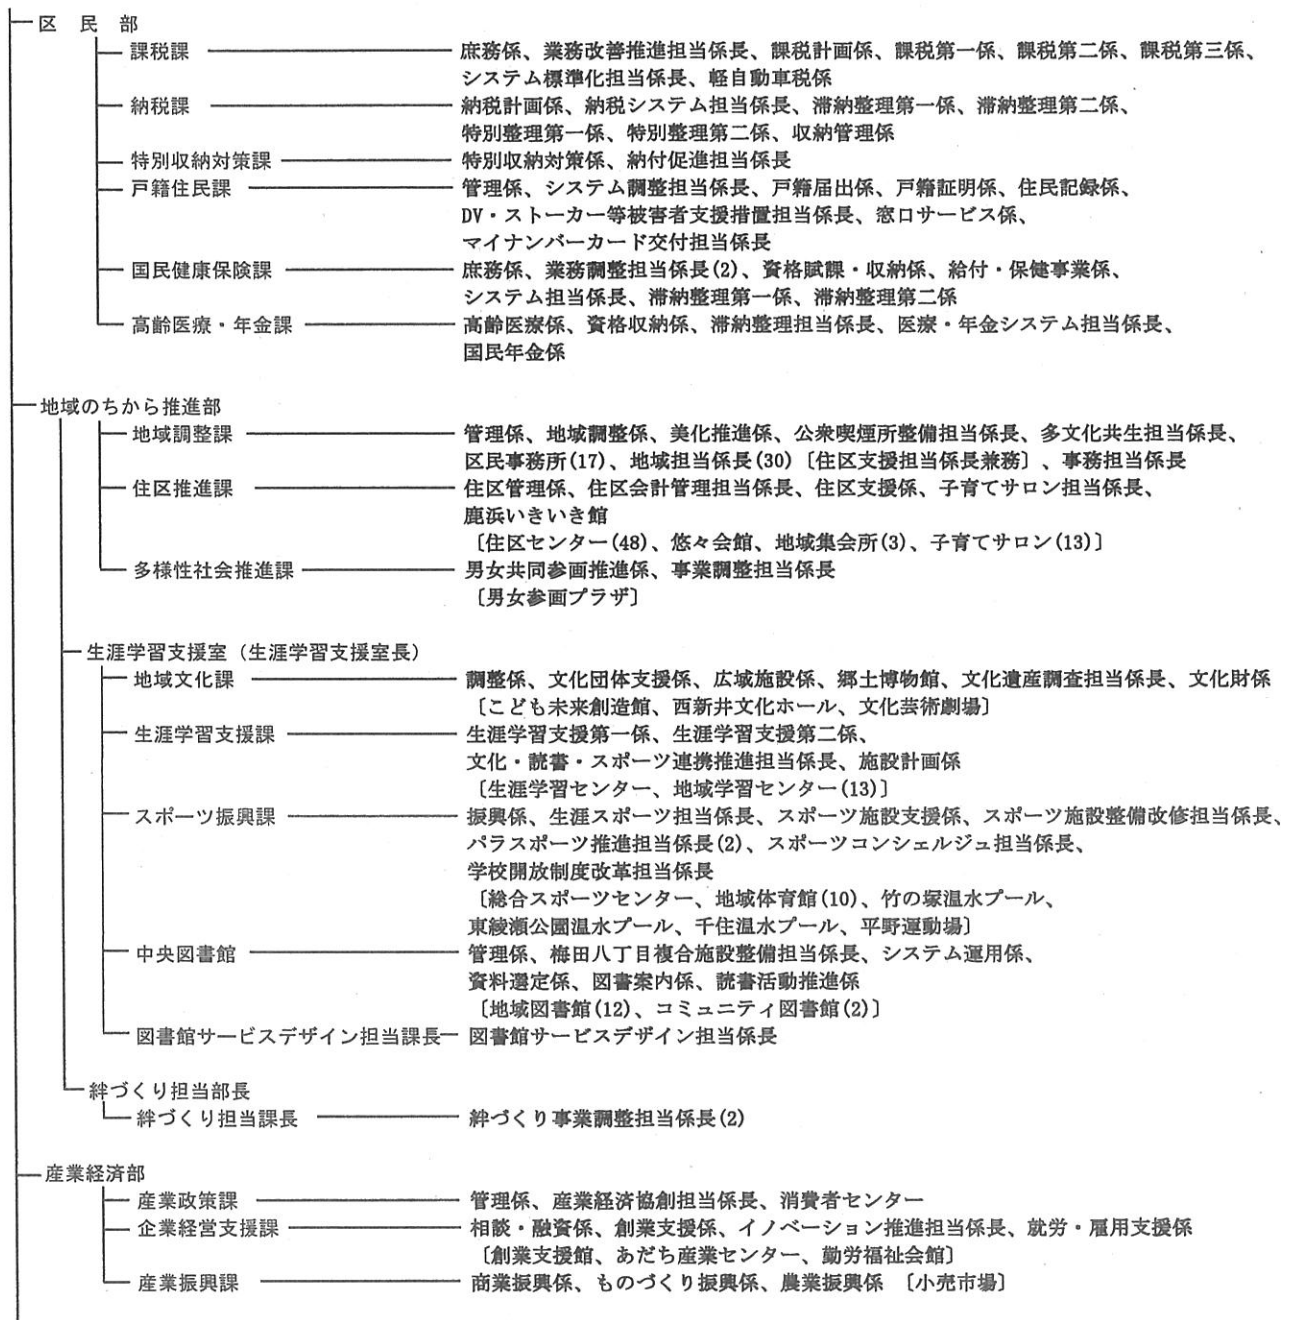 区　民　部
課税課　庶務係、業務改善推進担当係長、課税計画係、課税第一係、課税第二係、課税第三係、
システム標準化担当係長、軽自動車税係
納税課　納税計画係、納税システム担当係長、滞納整理第一係、滞納整理第二係、
特別整理第一係、特別整理第二係、収納管理係
特別収納対策課　特別収納対策係、納付促進担当係長
戸籍住民課　管理係、システム調整担当係長、戸籍届出係、戸籍証明係、住民記録係、
DV・ストーカー等被害者支援措置担当係長、窓口サービス係、
マイナンバーカード交付担当係長
国民健康保険課　庶務係、業務調整担当係長(2)、資格賦課・収納係、給付・保健事業係、
システム担当係長、滞納整理第一係、滞納整理第二係
高齢医療・年金課　高齢医療係、資格収納係、滞納整理担当係長、医療・年金システム担当係長、
国民年金係
地域のちから推進部
地域調整課　管理係、地域調整係、美化推進係、公衆喫煙所整備担当係長、多文化共生担当係長、
区民事務所(17)、地域担当係長(30)〔住区支援担当係長兼務〕、事務担当係長
住区推進課　住区管理係、住区会計管理担当係長、住区支援係、子育てサロン担当係長、
鹿浜いきいき館
〔住区センター(48)、悠々会館、地域集会所(3)、子育てサロン(13)〕
多様性社会推進課　男女共同参画推進係、事業調整担当係長
〔男女参画プラザ〕
生涯学習支援室（生涯学習支援室長）
地域文化課　調整係、文化団体支援係、広域施設係、郷土博物館、文化遺産調査担当係長、文化財係
〔こども未来創造館、西新井文化ホール、文化芸術劇場〕
生涯学習支援課　生涯学習支援第一係、生涯学習支援第二係、
文化・読書・スポーツ連携推進担当係長、施設計画係
〔生涯学習センター、地域学習センター(13)〕
スポーツ振興課　振興係、生涯スポーツ担当係長、スポーツ施設支援係、スポーツ施設整備改修担当係長、
パラスポーツ推進担当係長(2)、スポーツコンシェルジュ担当係長、
学校開放制度改革担当係長
〔総合スポーツセンター、地域体育館(10)、竹の塚温水プール、
東綾瀬公園温水プール、千住温水プール、平野運動場〕
中央図書館　管理係、梅田八丁目複合施設整備担当係長、システム運用係、
資料選定係、図書案内係、読書活動推進係
〔地域図書館(12)、コミュニティ図書館(2)〕
図書館サービスデザイン担当課長　図書館サービスデザイン担当係長
絆づくり担当部長
絆づくり担当課長　絆づくり事業調整担当係長(2)
産業経済部
産業政策課　管理係、産業経済協創担当係長、消費者センター
企業経営支援課　相談・融資係、創業支援係、イノベーション推進担当係長、就労・雇用支援係
〔創業支援館、あだち産業センター、勤労福祉会館〕
産業振興課　商業振興係、ものづくり振興係、農業振興係　〔小売市場〕